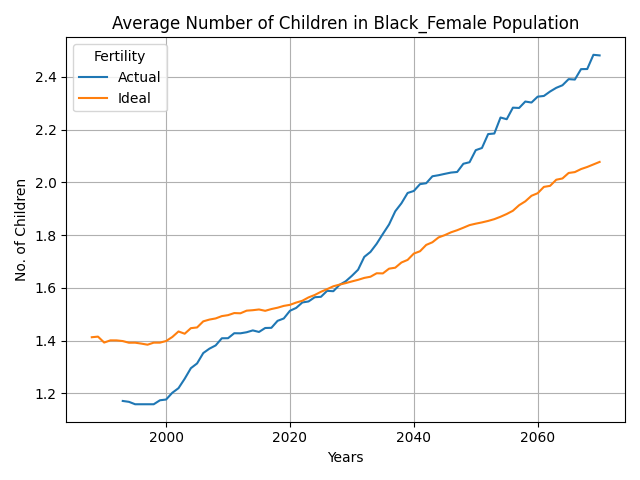 Average Number of Children in Black_Female Population
Fertility
Actual
Ideal
No. of Children
2.4
2.2
2.0
1.8
1.6
1.4
1.2
2000
2020
2040
2060
Years